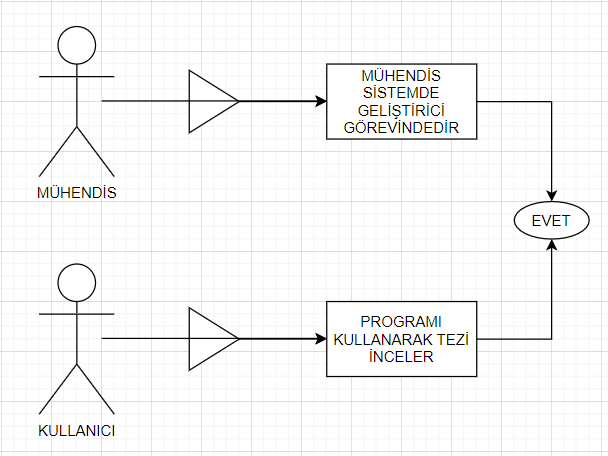 MÜHENDİS
SİSTEMDE
GELİŞTİRİCİ
GÖREVİNDEDİR
MÜHENDİS
EVET
PROGRAMI
KULLANARAK TEZİ
İNCELER
KULLANICI